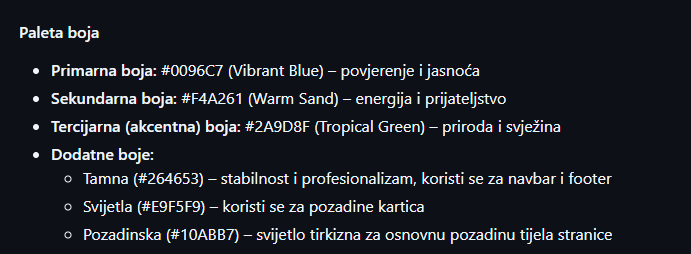 Paleta boja
• Primarna boja: #0096C7 (Vibrant Blue) – povjerenje i jasnoća
• Sekundarna boja: #F4A261 (Warm Sand) – energija i prijateljstvo
• Tercijarna (akcentna) boja: #2A9D8F (Tropical Green) – priroda i svježina
• Dodatne boje:
◦ Tamna (#264653) – stabilnost i profesionalizam, koristi se za navbar i footer
◦ Svijetla (#E9F5F9) – koristi se za pozadine kartica
◦ Pozadinska (#10ABB7) – svijetlo tirkizna za osnovnu pozadinu tijela stranice